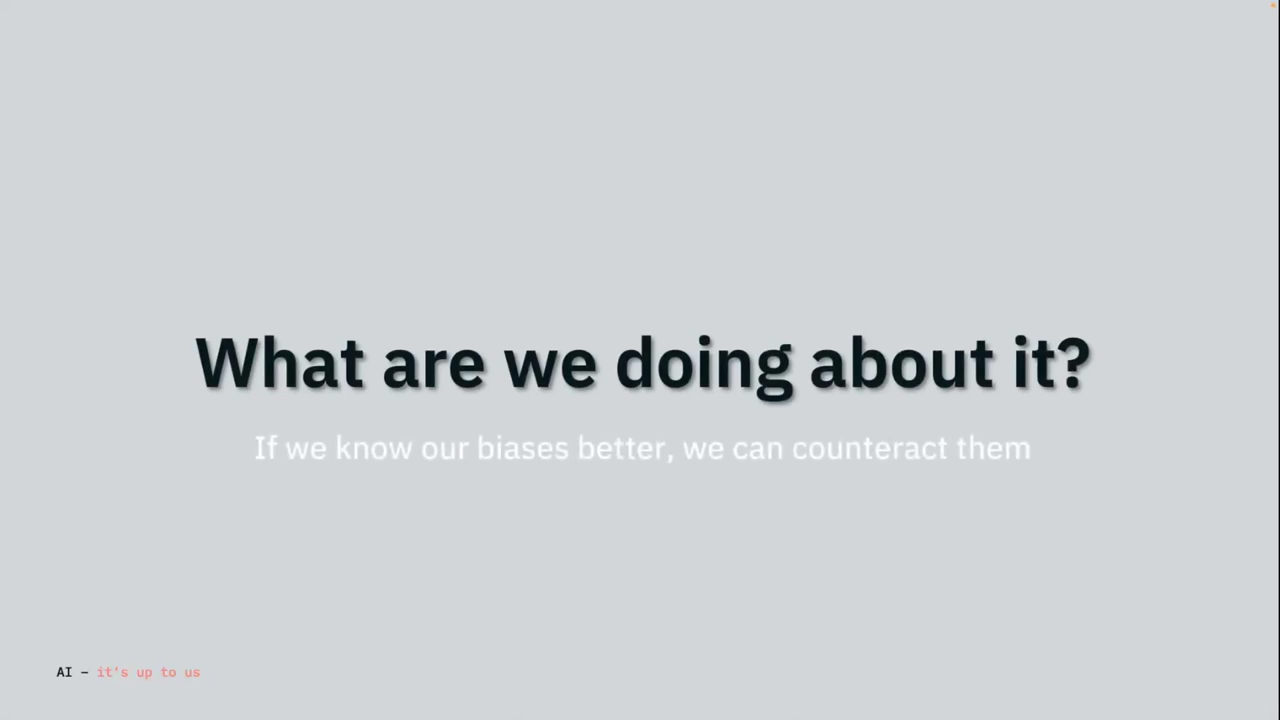 What are we doing about it?
If we know our biases better, we can counteract them
AI – it's up to us